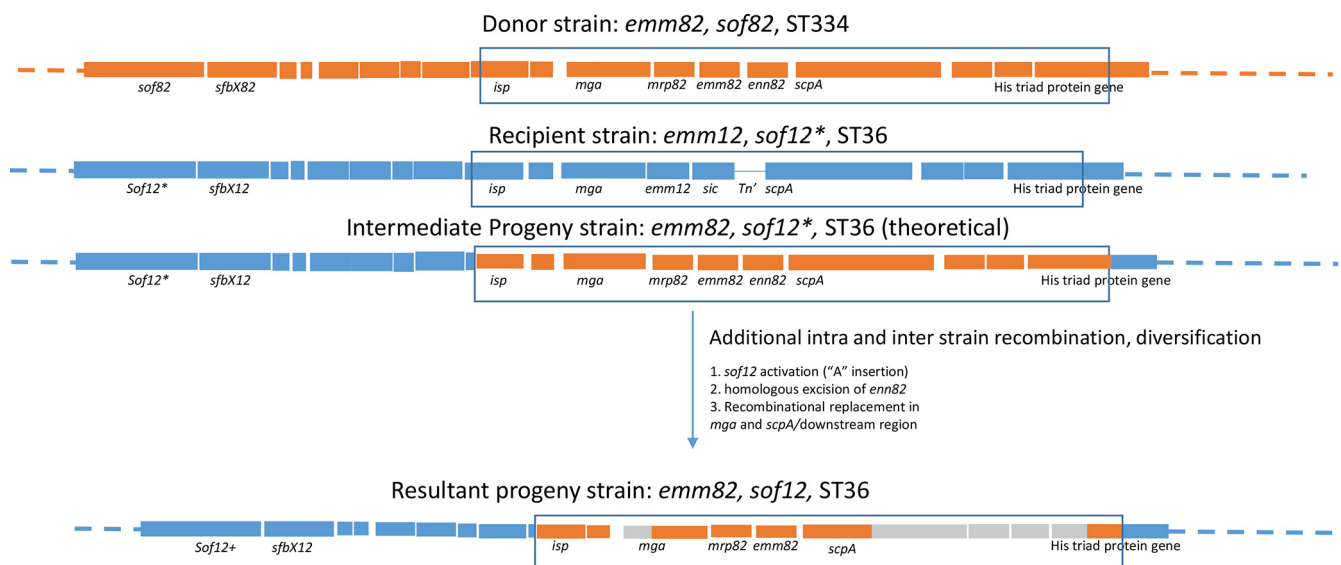 Donor strain: emm82, sof82, ST334
sof82 sfbX82 isp mga mrp82 emm82 enn82 scpA His triad protein gene
Recipient strain: emm12, sof12*, ST36
Sof12* sfbX12 isp mga emm12 sic Tn’ scpA His triad protein gene
Intermediate Progeny strain: emm82, sof12*, ST36 (theoretical)
Sof12* sfbX12 isp mga mrp82 emm82 enn82 scpA His triad protein gene
Additional intra and inter strain recombination, diversification
1. sof12 activation (“A” insertion)
2. homologous excision of enn82
3. Recombinational replacement in
mga and scpA/downstream region
Resultant progeny strain: emm82, sof12, ST36
Sof12+ sfbX12 isp mga mrp82 emm82 scpA His triad protein gene